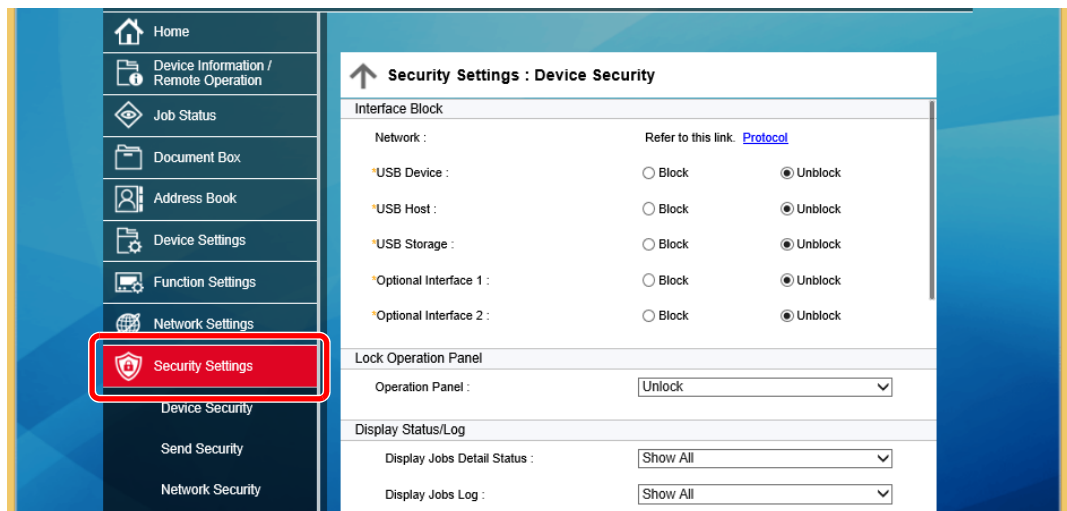 Home
Device Information /
Remote Operation
Job Status
Document Box
Address Book
Device Settings
Function Settings
Network Settings
Security Settings
Device Security
Send Security
Network Security
Security Settings : Device Security
Interface Block
Network : Refer to this link. Protocol
*USB Device : Block Unblock
*USB Host : Block Unblock
*USB Storage : Block Unblock
*Optional Interface 1 : Block Unblock
*Optional Interface 2 : Block Unblock
Lock Operation Panel
Operation Panel : Unlock
Display Status/Log
Display Jobs Detail Status : Show All
Display Jobs Log : Show All